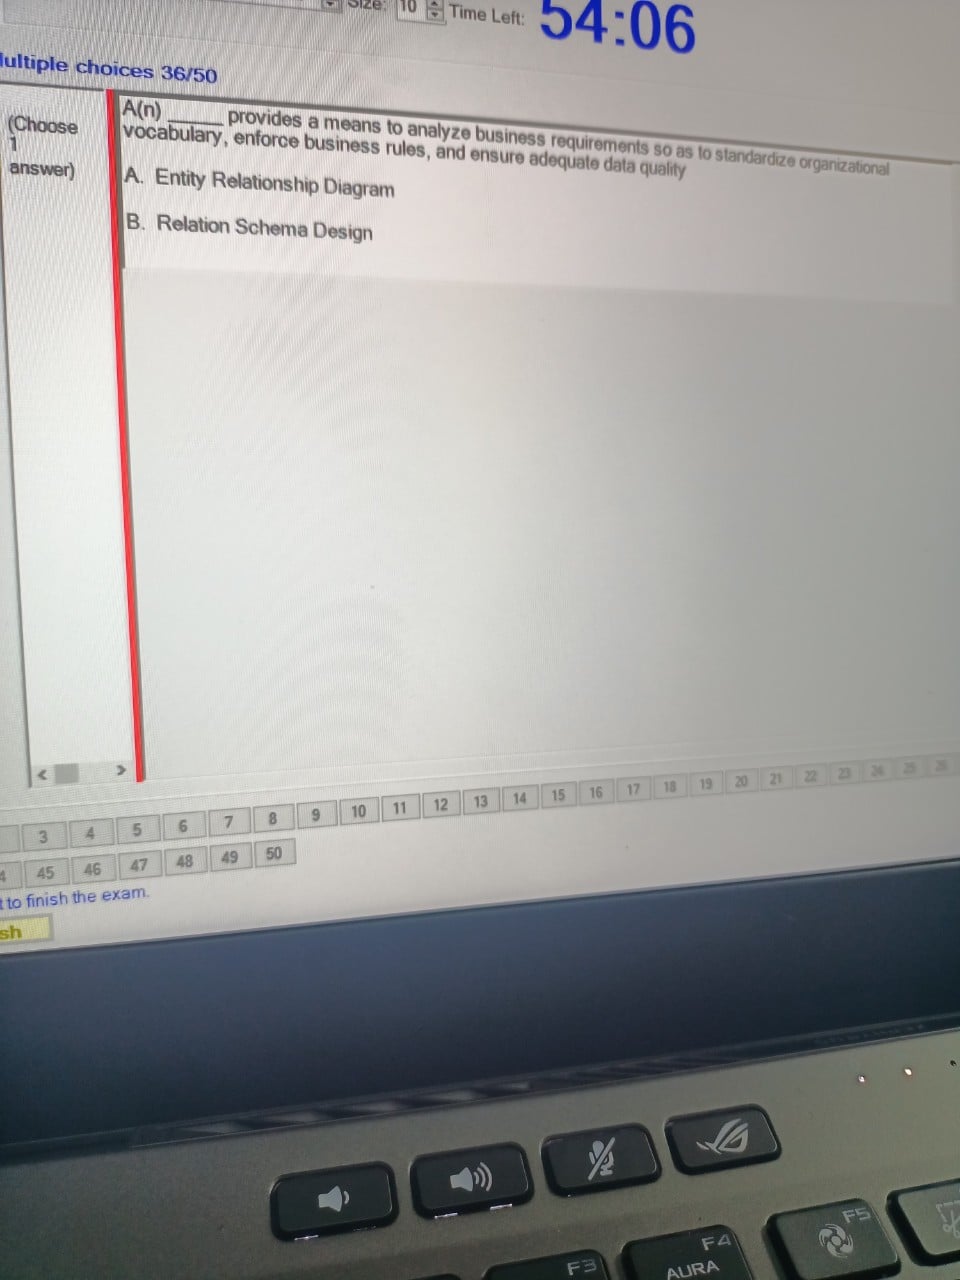 Size: 10 Time Left: 54:06
ultiple choices 36/50
(Choose
1
answer)
A(n) ______ provides a means to analyze business requirements so as to standardize organizational
vocabulary, enforce business rules, and ensure adequate data quality
A. Entity Relationship Diagram
B. Relation Schema Design
3 4 5 6 7 8 9 10 11 12 13 14 15 16 17 18 19 20 21 22 23 24 25 26
4 45 46 47 48 49 50
t to finish the exam.
sh
F3
F4
AURA
F5